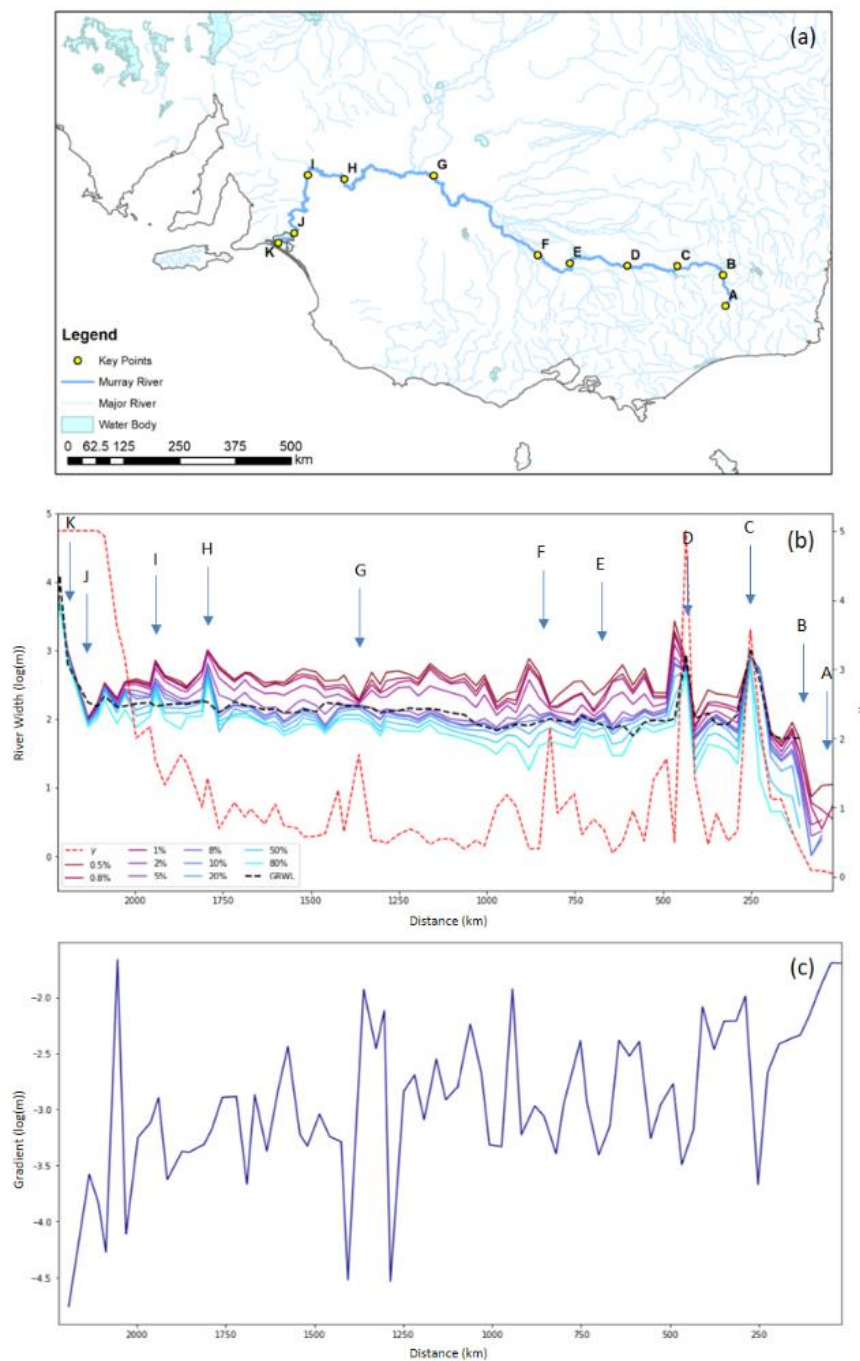 (a)
I
H
G
J
K
F
E
D
C
B
A
Legend
Key Points
Murray River
Major River
Water Body
0 62.5 125 250 375 500
km
(b)
K
J
I
H
G
F
E
D
C
B
A
5
4
3
2
1
0
River Width (log(m))
5
4
3
2
1
0
γ 1% 8% 50%
0.5% 2% 10% 80%
0.8% 5% 20% GRWL
2000 1750 1500 1250 1000 750 500 250
Distance (km)
(c)
−2.0
−2.5
−3.0
−3.5
−4.0
−4.5
Gradient (log(m))
2000 1750 1500 1250 1000 750 500 250
Distance (km)